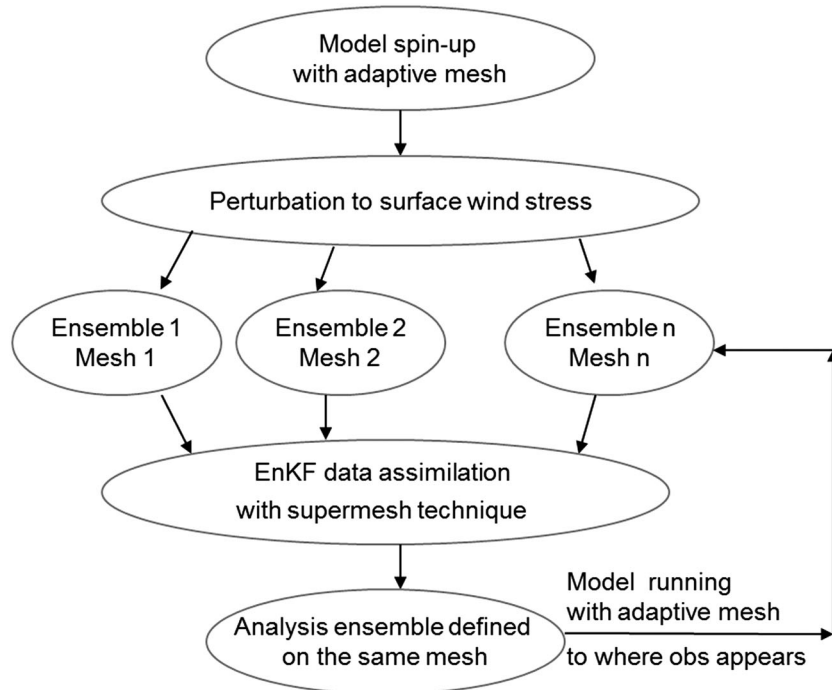 Model spin-up
with adaptive mesh
Perturbation to surface wind stress
Ensemble 1
Mesh 1
Ensemble 2
Mesh 2
Ensemble n
Mesh n
EnKF data assimilation
with supermesh technique
Analysis ensemble defined
on the same mesh
Model running
with adaptive mesh
to where obs appears